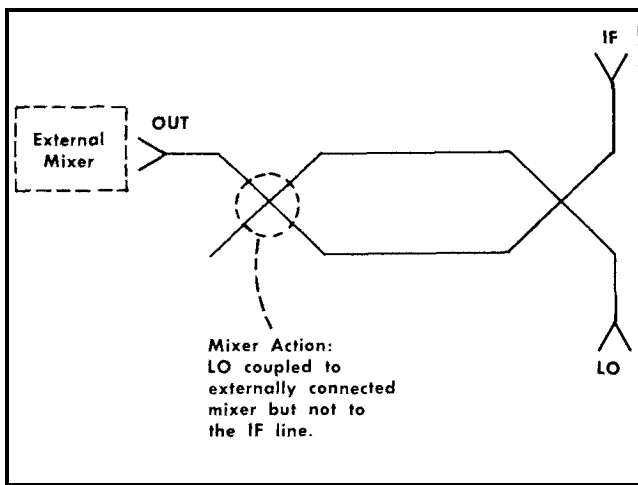 IF
OUT
External
Mixer
Mixer Action:
LO coupled to
externally connected
mixer but not to
the IF line.
LO